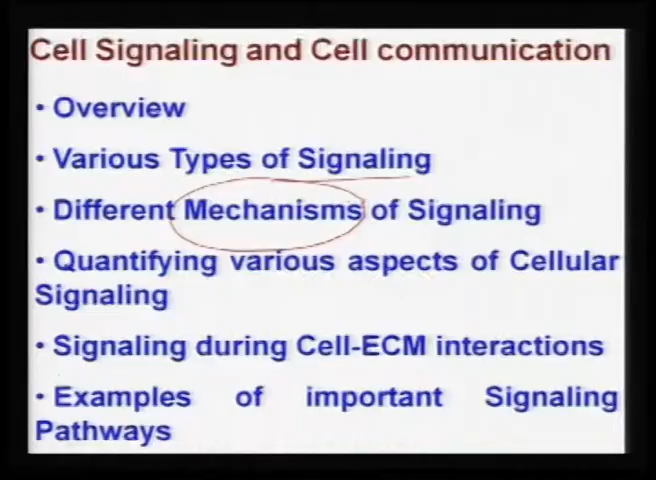 Cell Signaling and Cell communication
• Overview
• Various Types of Signaling
• Different Mechanisms of Signaling
• Quantifying various aspects of Cellular
Signaling
• Signaling during Cell-ECM interactions
• Examples of important Signaling
Pathways